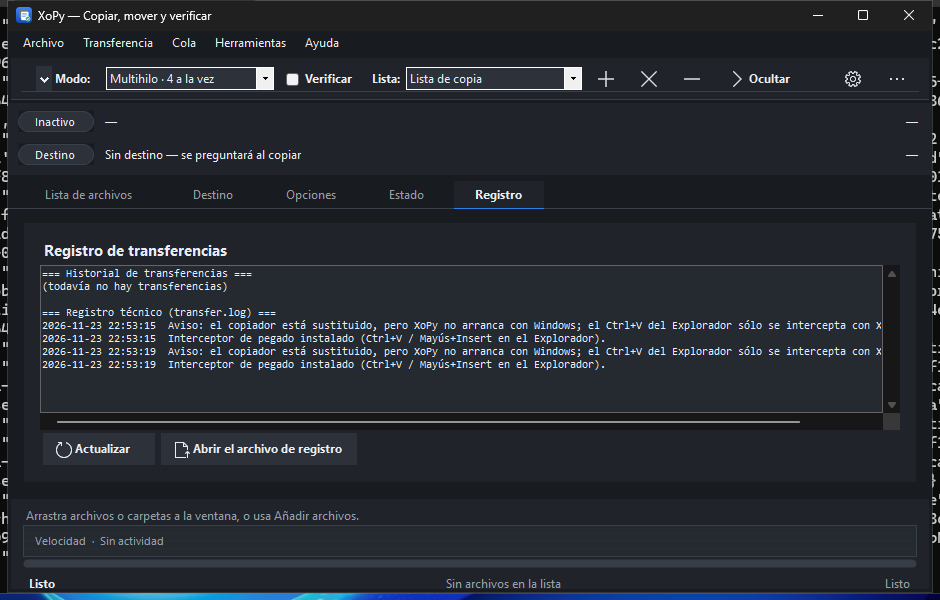 XoPy — Copiar, mover y verificar
Archivo Transferencia Cola Herramientas Ayuda
Modo: Multihilo · 4 a la vez Verificar Lista: Lista de copia Ocultar ...
Inactivo — —
Destino Sin destino — se preguntará al copiar —
Lista de archivos Destino Opciones Estado Registro
Registro de transferencias
=== Historial de transferencias ===
(todavía no hay transferencias)
=== Registro técnico (transfer.log) ===
2026-11-23 22:53:15 Aviso: el copiador está sustituido, pero XoPy no arranca con Windows; el Ctrl+V del Explorador sólo se intercepta con X
2026-11-23 22:53:15 Interceptor de pegado instalado (Ctrl+V / Mayús+Insert en el Explorador).
2026-11-23 22:53:19 Aviso: el copiador está sustituido, pero XoPy no arranca con Windows; el Ctrl+V del Explorador sólo se intercepta con X
2026-11-23 22:53:19 Interceptor de pegado instalado (Ctrl+V / Mayús+Insert en el Explorador).
Actualizar Abrir el archivo de registro
Arrastra archivos o carpetas a la ventana, o usa Añadir archivos.
Velocidad · Sin actividad
Listo Sin archivos en la lista Listo